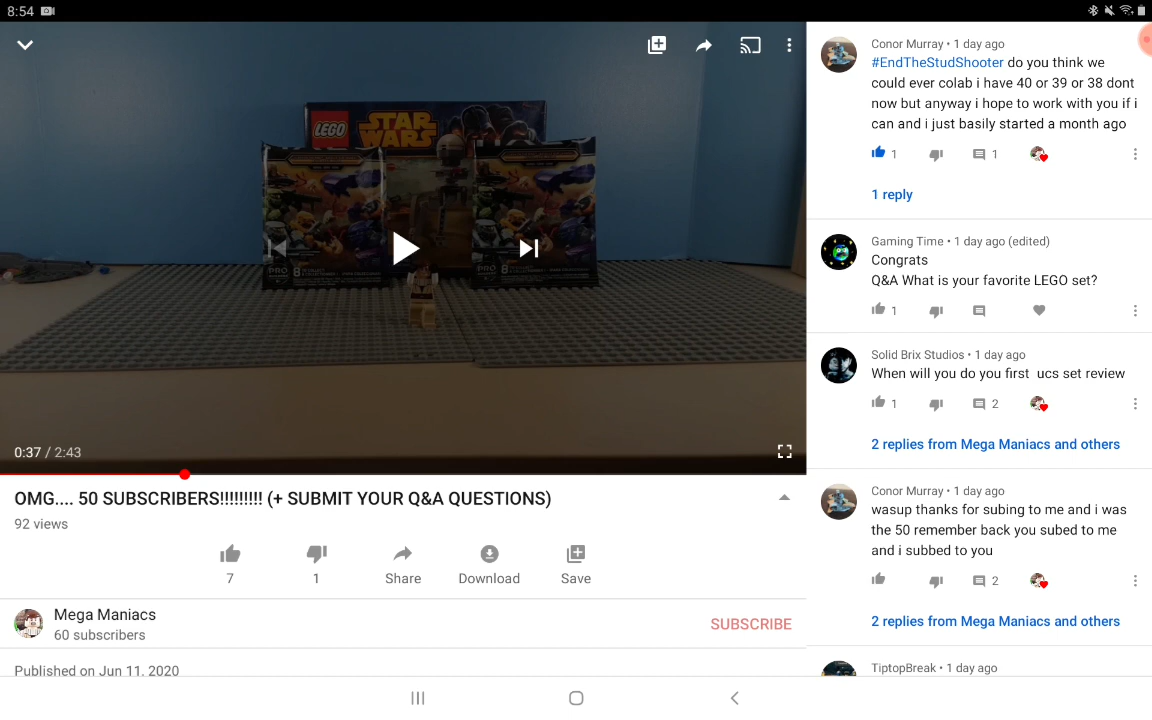 8:54
LEGO STAR WARS
PRO 8
PRO 8
0:37 / 2:43
OMG.... 50 SUBSCRIBERS!!!!!!!!! (+ SUBMIT YOUR Q&A QUESTIONS)
92 views
7
1
Share
Download
Save
Mega Maniacs
60 subscribers
SUBSCRIBE
Published on Jun 11, 2020
Conor Murray • 1 day ago
#EndTheStudShooter do you think we
could ever colab i have 40 or 39 or 38 dont
now but anyway i hope to work with you if i
can and i just basily started a month ago
1
1
1 reply
Gaming Time • 1 day ago (edited)
Congrats
Q&A What is your favorite LEGO set?
1
Solid Brix Studios • 1 day ago
When will you do you first ucs set review
1
2
2 replies from Mega Maniacs and others
Conor Murray • 1 day ago
wasup thanks for subing to me and i was
the 50 remember back you subed to me
and i subbed to you
2
2 replies from Mega Maniacs and others
TiptopBreak • 1 day ago